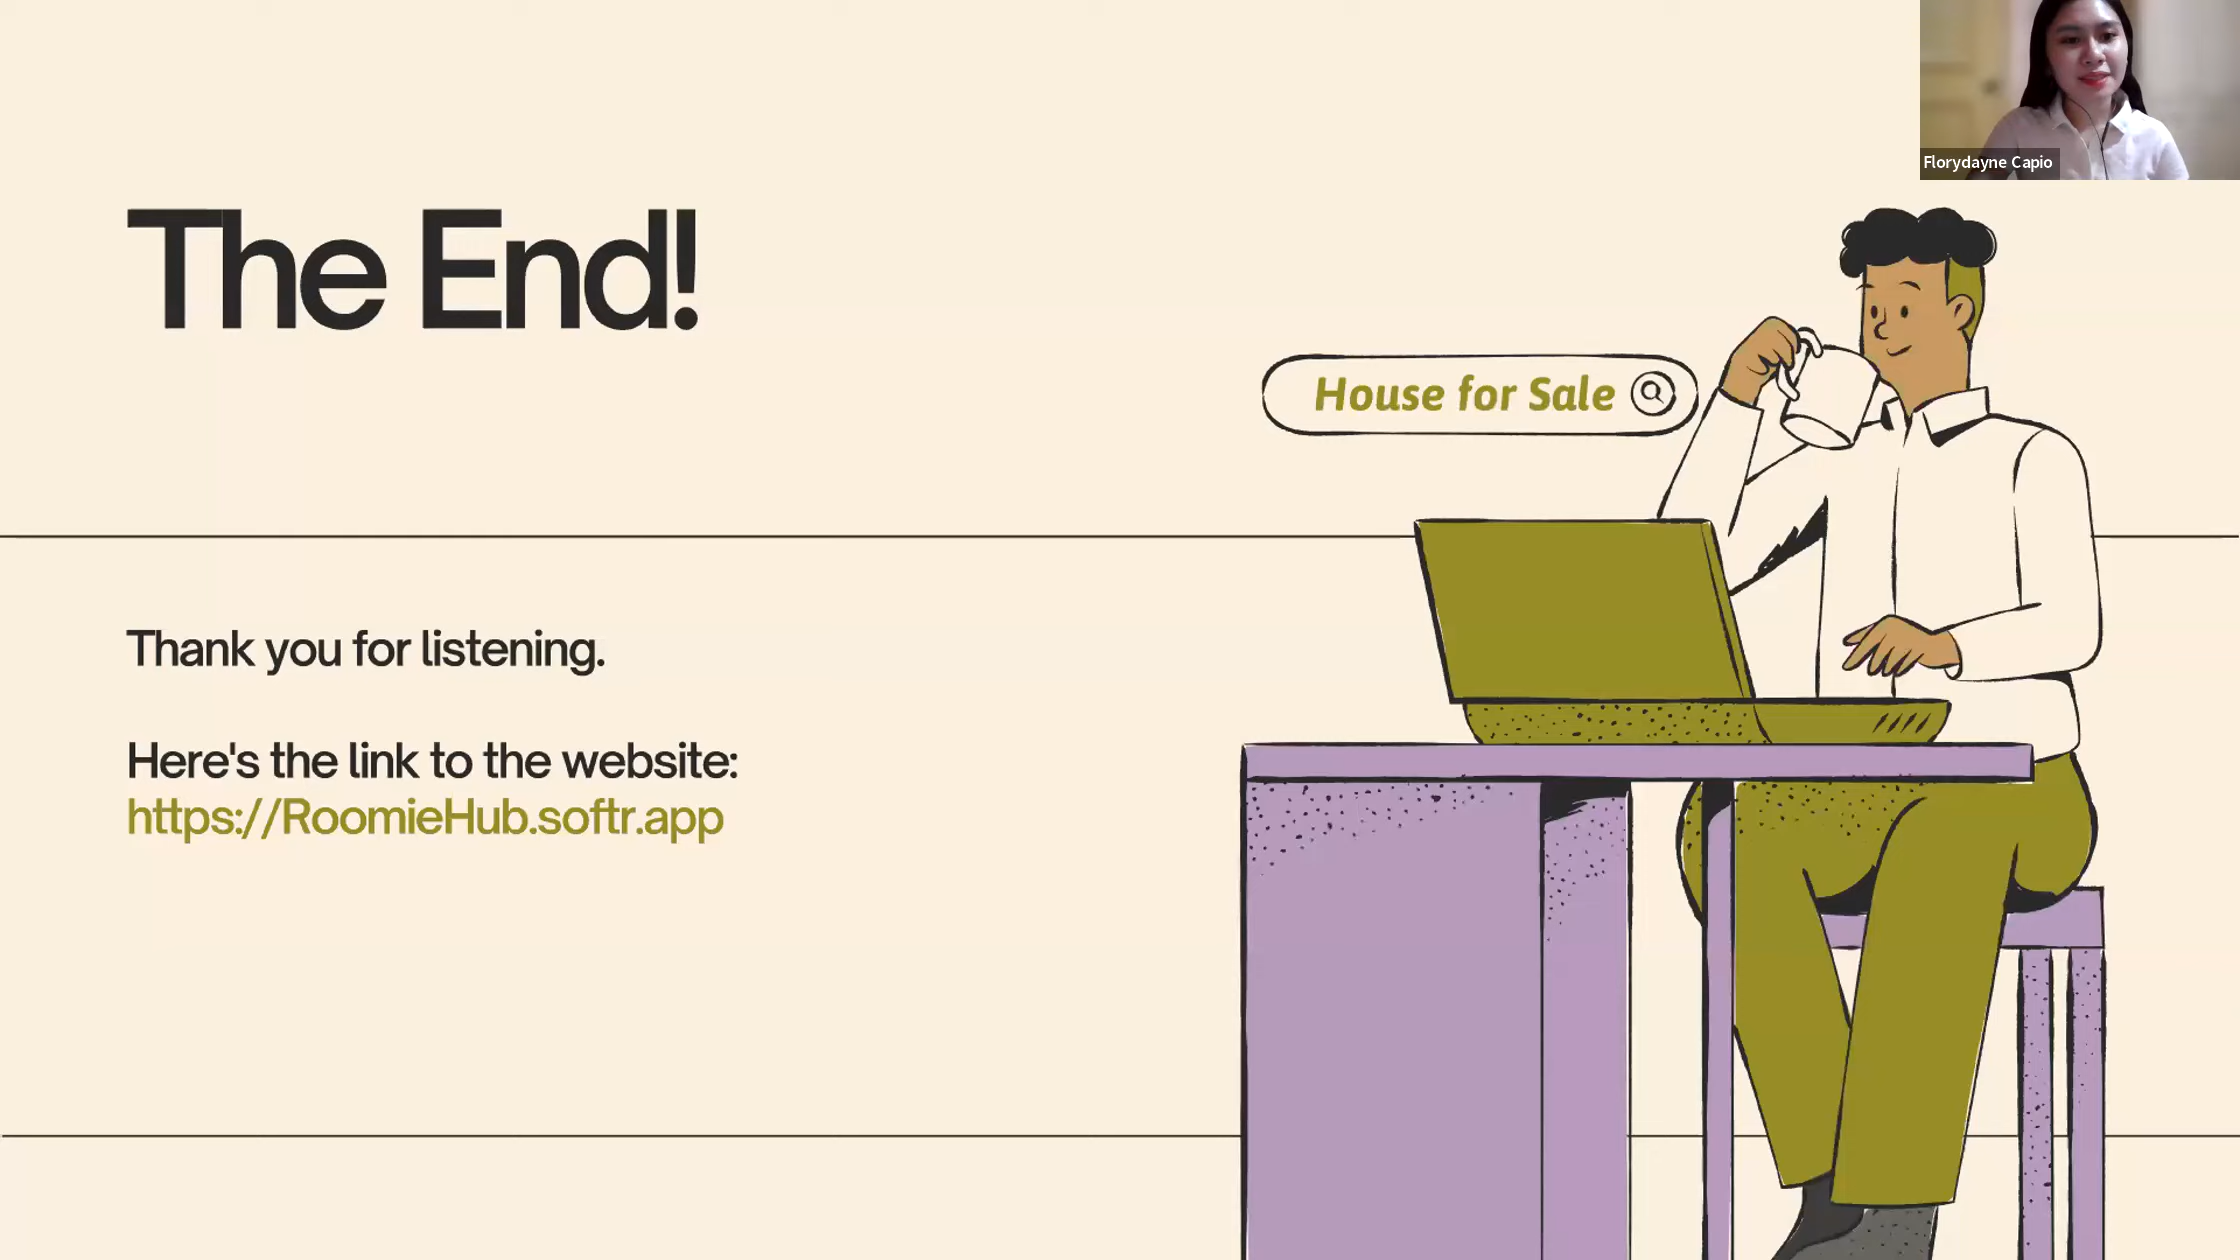 Florydayne Capio
The End!
House for Sale
Thank you for listening.
Here's the link to the website:
https://RoomieHub.softr.app